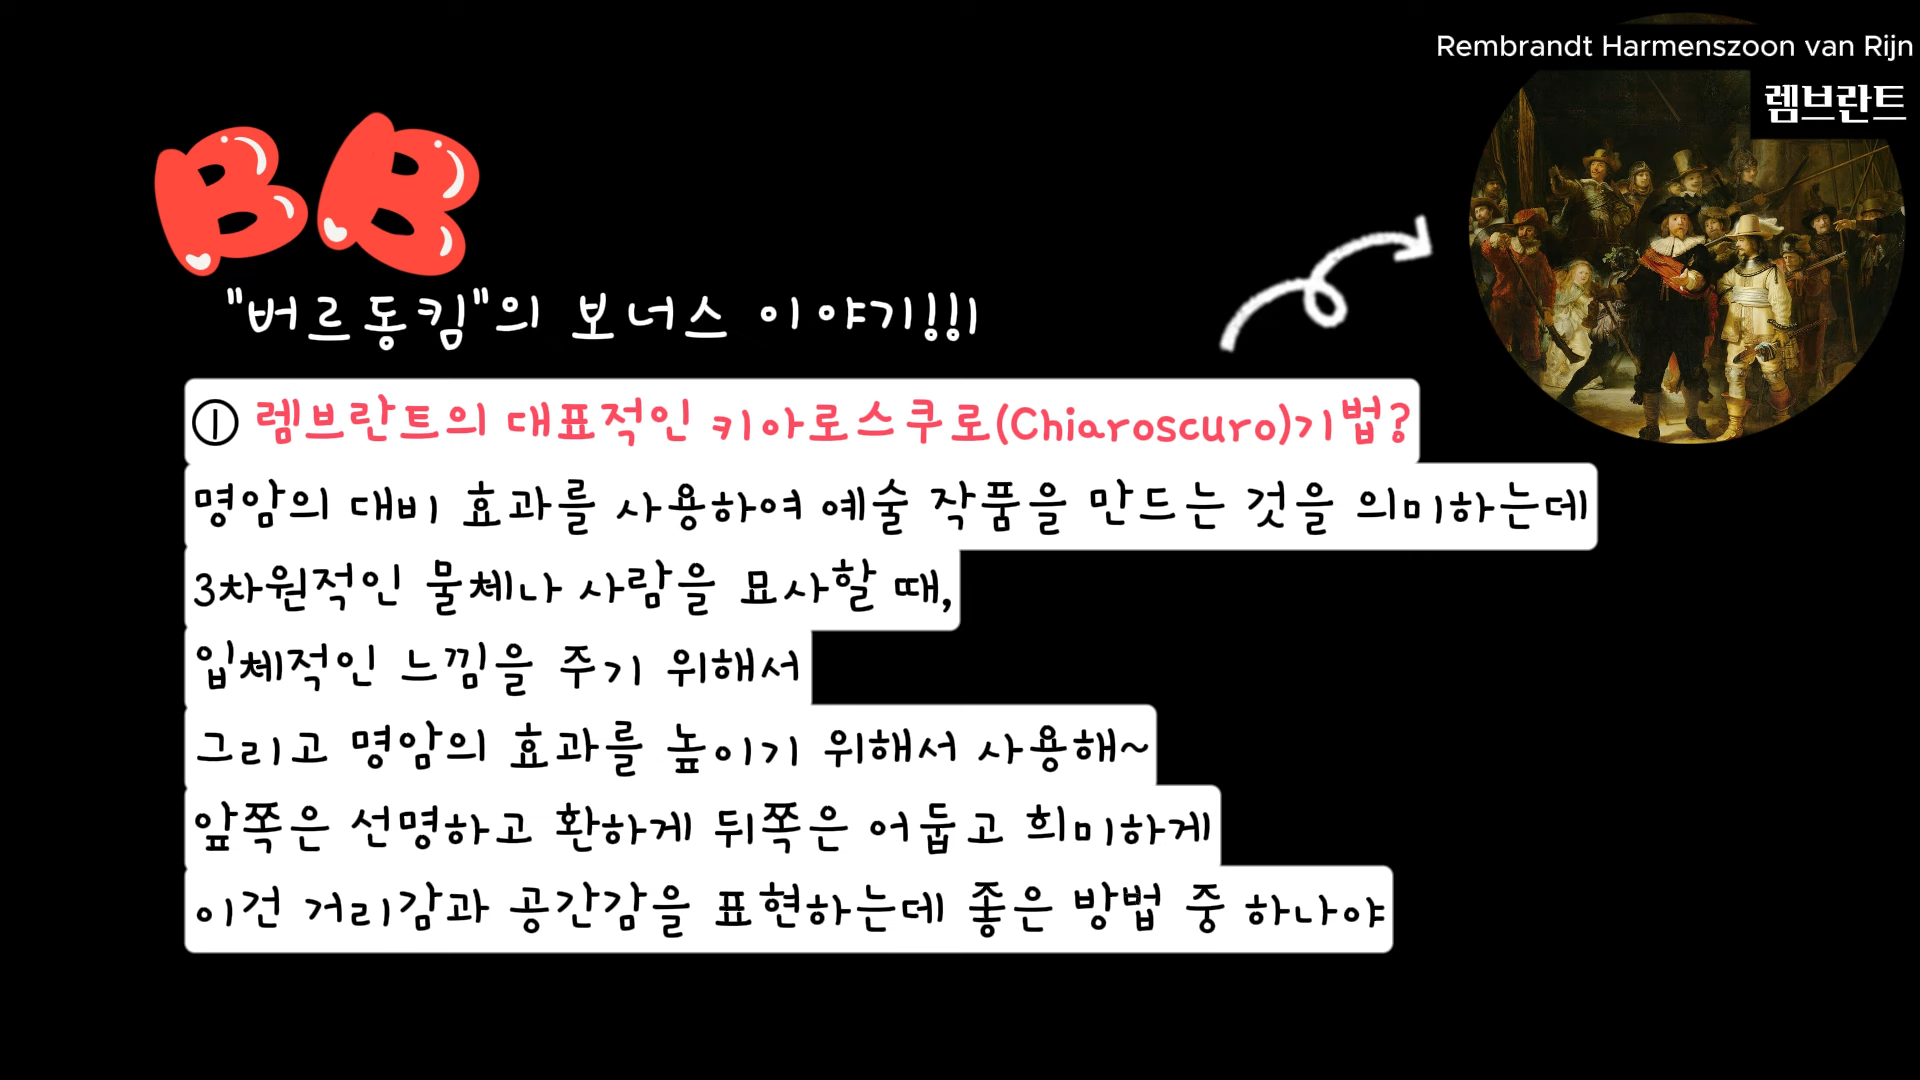 Rembrandt Harmenszoon van Rijn
렘브란트
BB
"버르동킴"의 보너스 이야기!!!
① 렘브란트의 대표적인 키아로스쿠로(Chiaroscuro)기법?
명암의 대비 효과를 사용하여 예술 작품을 만드는 것을 의미하는데
3차원적인 물체나 사람을 묘사할 때,
입체적인 느낌을 주기 위해서
그리고 명암의 효과를 높이기 위해서 사용해~
앞쪽은 선명하고 환하게 뒤쪽은 어둡고 희미하게
이건 거리감과 공간감을 표현하는데 좋은 방법 중 하나야